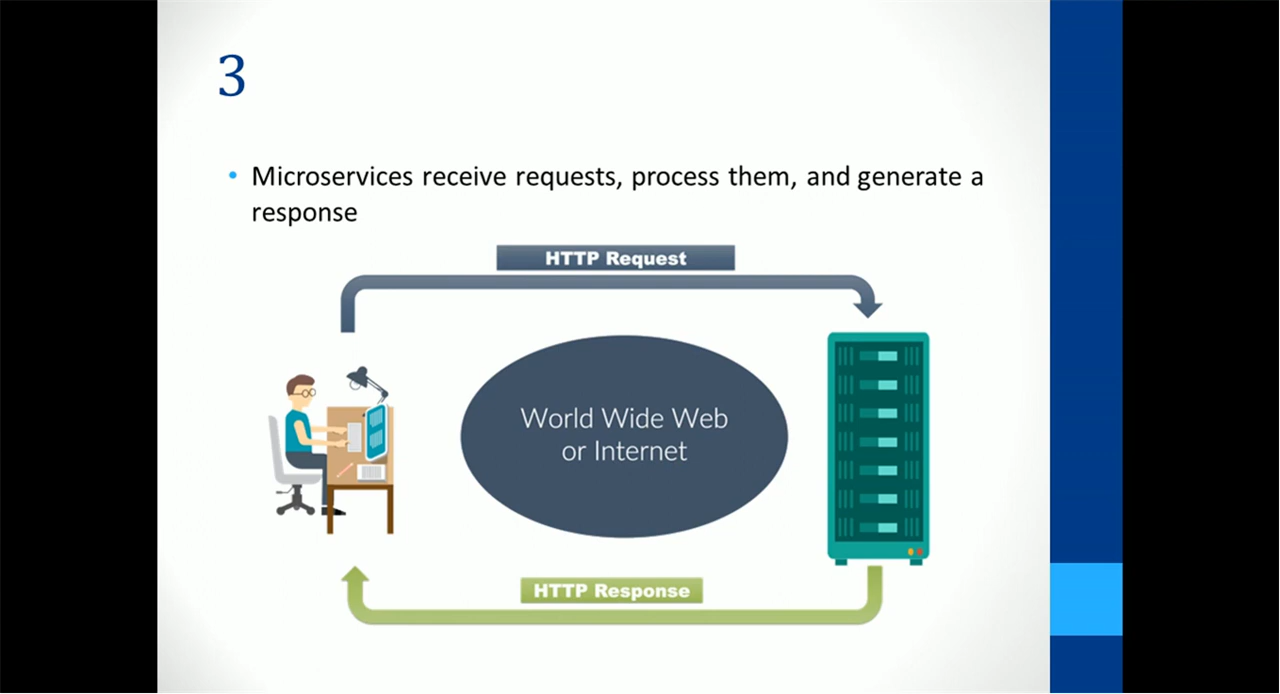 3
• Microservices receive requests, process them, and generate a
response
HTTP Request
World Wide Web
or Internet
HTTP Response